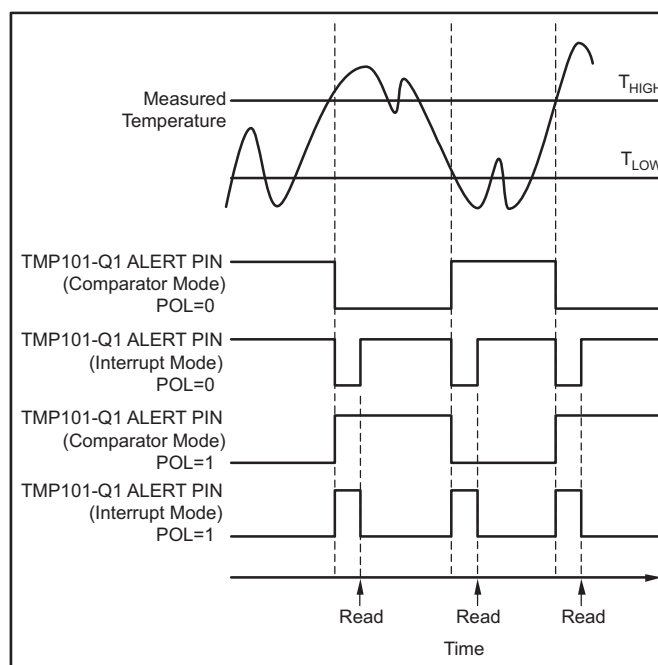 Measured
Temperature
THIGH
TLOW
TMP101-Q1 ALERT PIN
(Comparator Mode)
POL=0
TMP101-Q1 ALERT PIN
(Interrupt Mode)
POL=0
TMP101-Q1 ALERT PIN
(Comparator Mode)
POL=1
TMP101-Q1 ALERT PIN
(Interrupt Mode)
POL=1
Read Read Read
Time